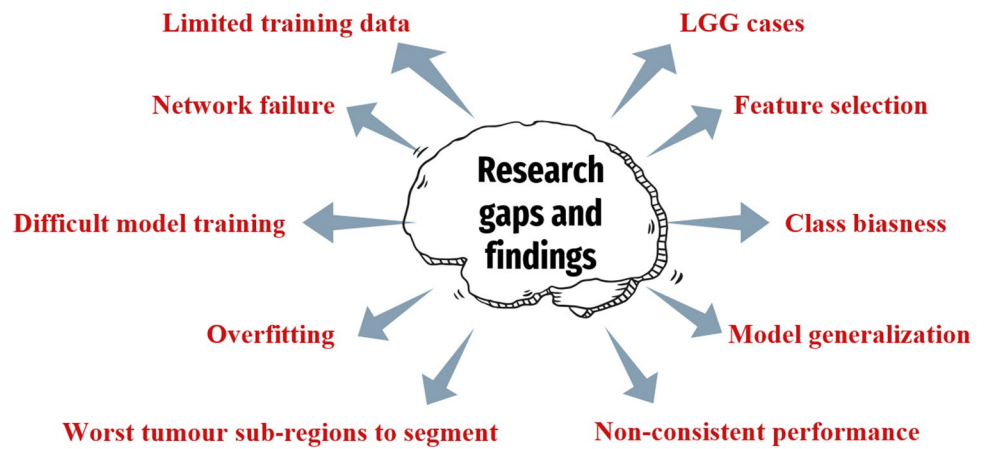 Limited training data
LGG cases
Network failure
Feature selection
Research
gaps and
findings
Difficult model training
Class biasness
Overfitting
Model generalization
Worst tumour sub-regions to segment
Non-consistent performance